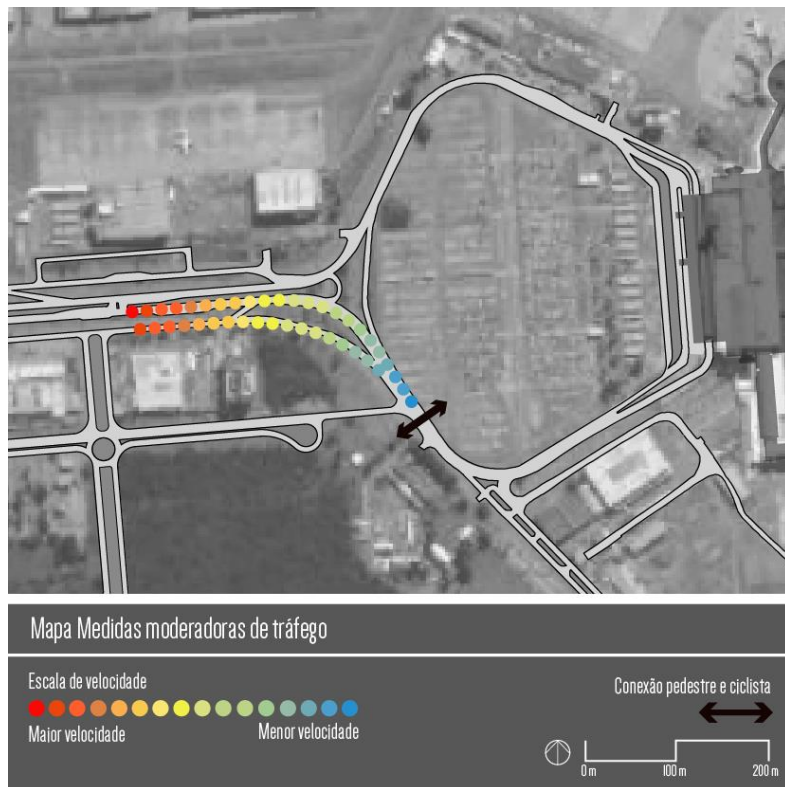 Mapa Medidas moderadoras de tráfego
Escala de velocidade
Maior velocidade
Menor velocidade
Conexão pedestre e ciclista
0 m
100 m
200 m